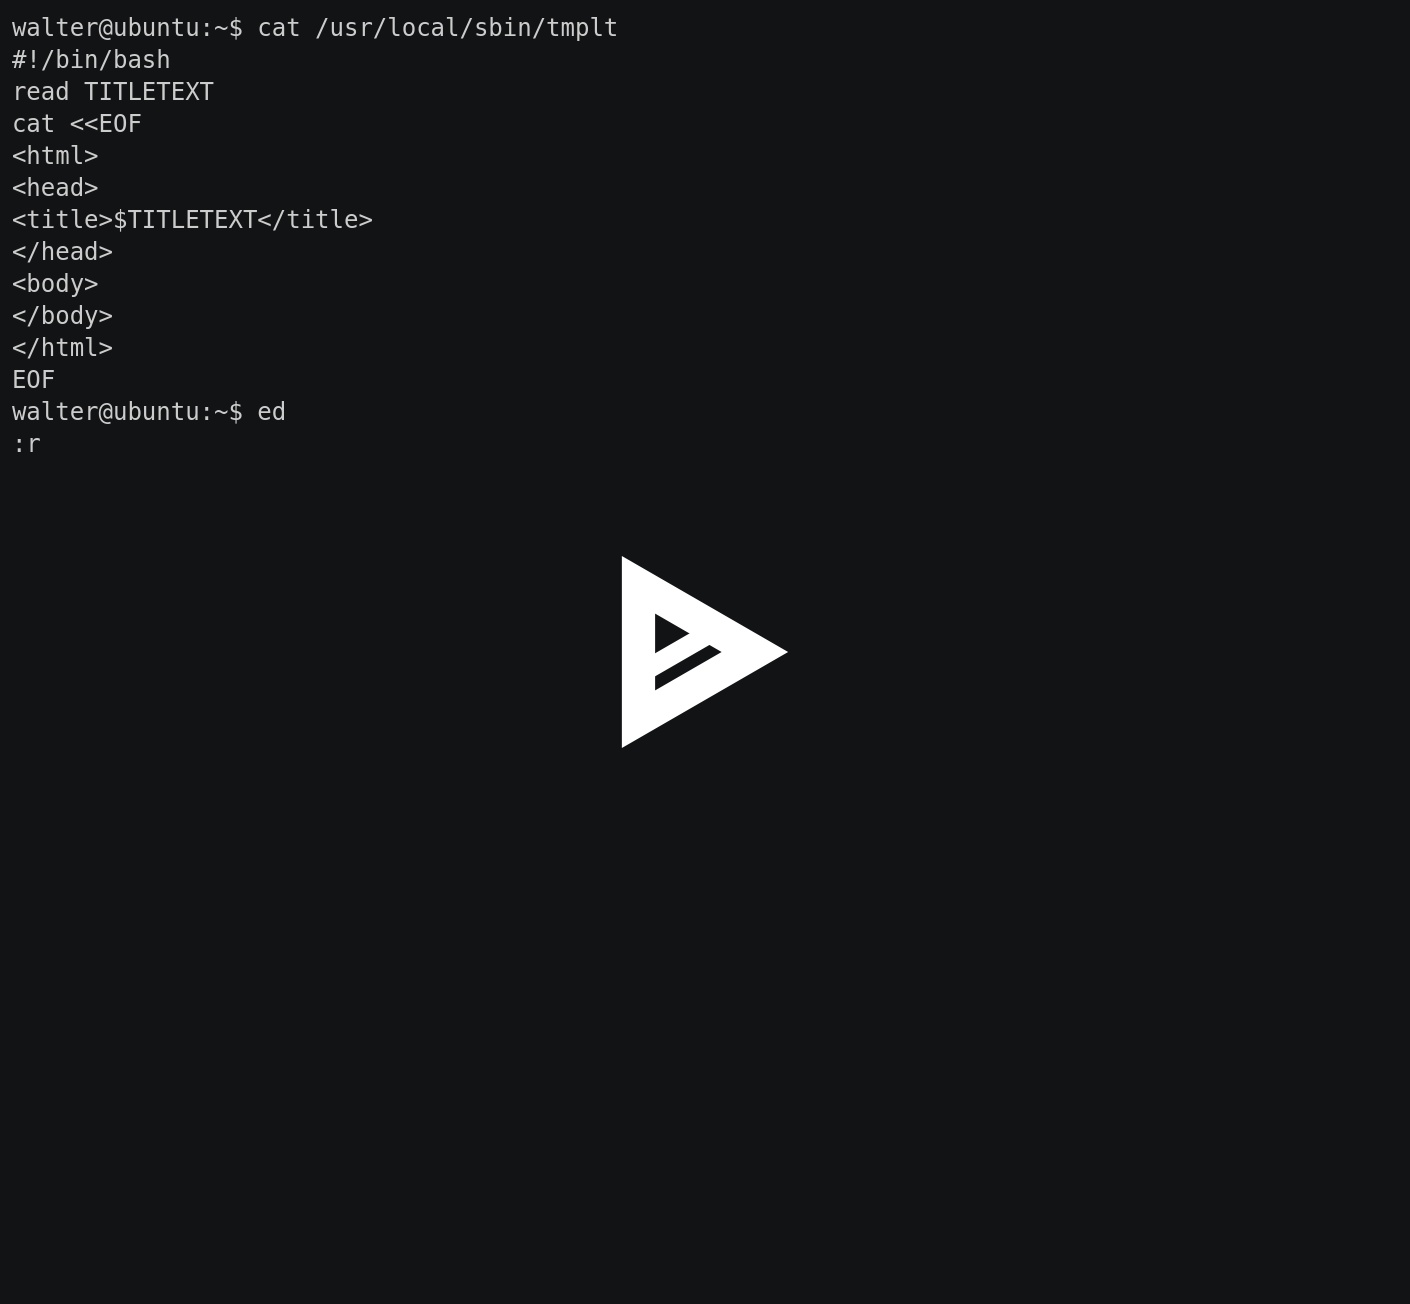 walter@ubuntu:~$ cat /usr/local/sbin/tmplt
#!/bin/bash
read TITLETEXT
cat <<EOF
<html>
<head>
<title>$TITLETEXT</title>
</head>
<body>
</body>
</html>
EOF
walter@ubuntu:~$ ed
:r